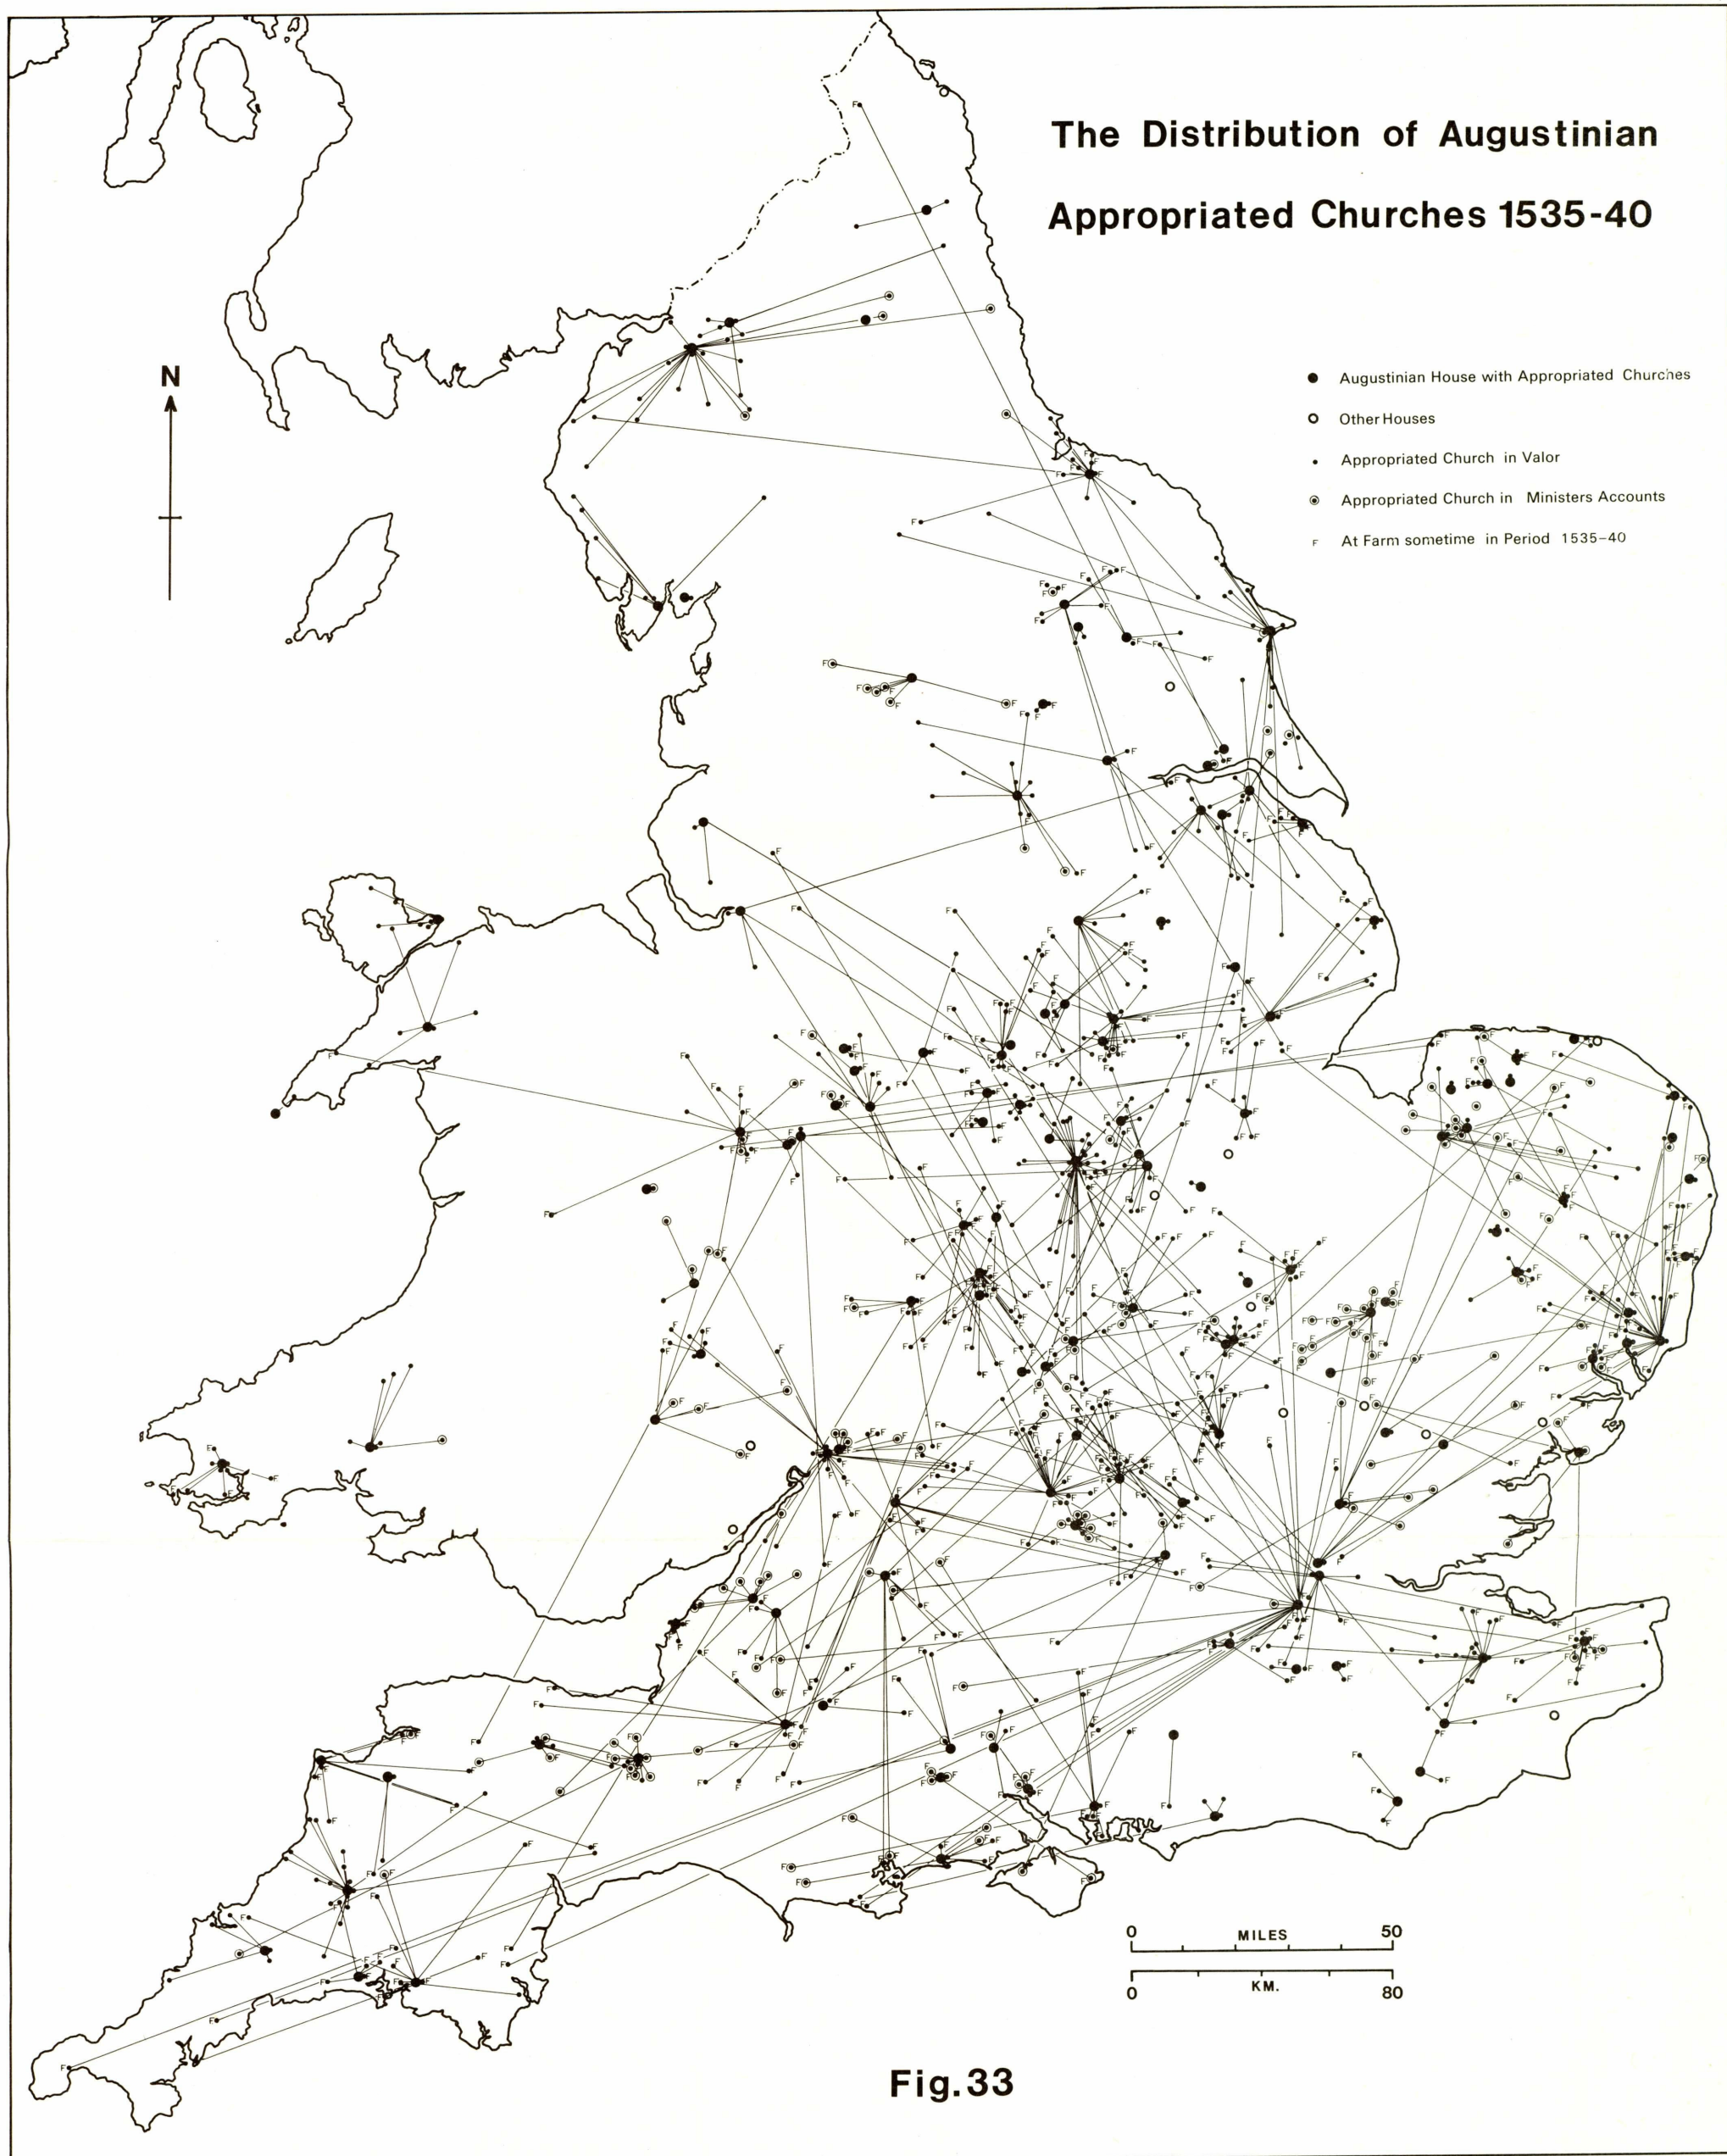 The Distribution of Augustinian
Appropriated Churches 1535-40
N
Augustinian House with Appropriated Churches
Other Houses
Appropriated Church in Valor
Appropriated Church in Ministers Accounts
F At Farm sometime in Period 1535–40
0 MILES 50
KM.
0 80
Fig.33